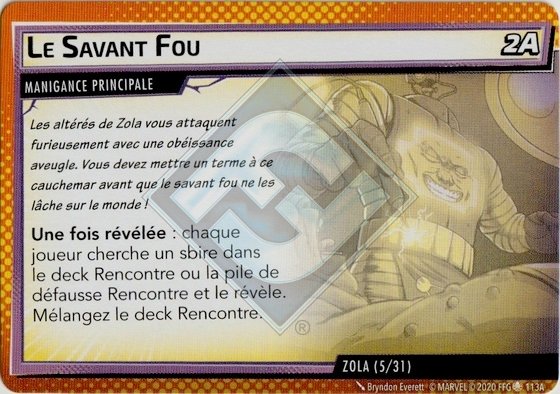 Le Savant Fou
2A
Manigance Principale
Les altérés de Zola vous attaquent
furieusement avec une obéissance
aveugle. Vous devez mettre un terme à ce
cauchemar avant que le savant fou ne les
lâche sur le monde !
Une fois révélée : chaque
joueur cherche un sbire dans
le deck Rencontre ou la pile de
défausse Rencontre et le révèle.
Mélangez le deck Rencontre.
®
Zola (5/31)
Bryndon Everett © MARVEL © 2020 FFG 113A